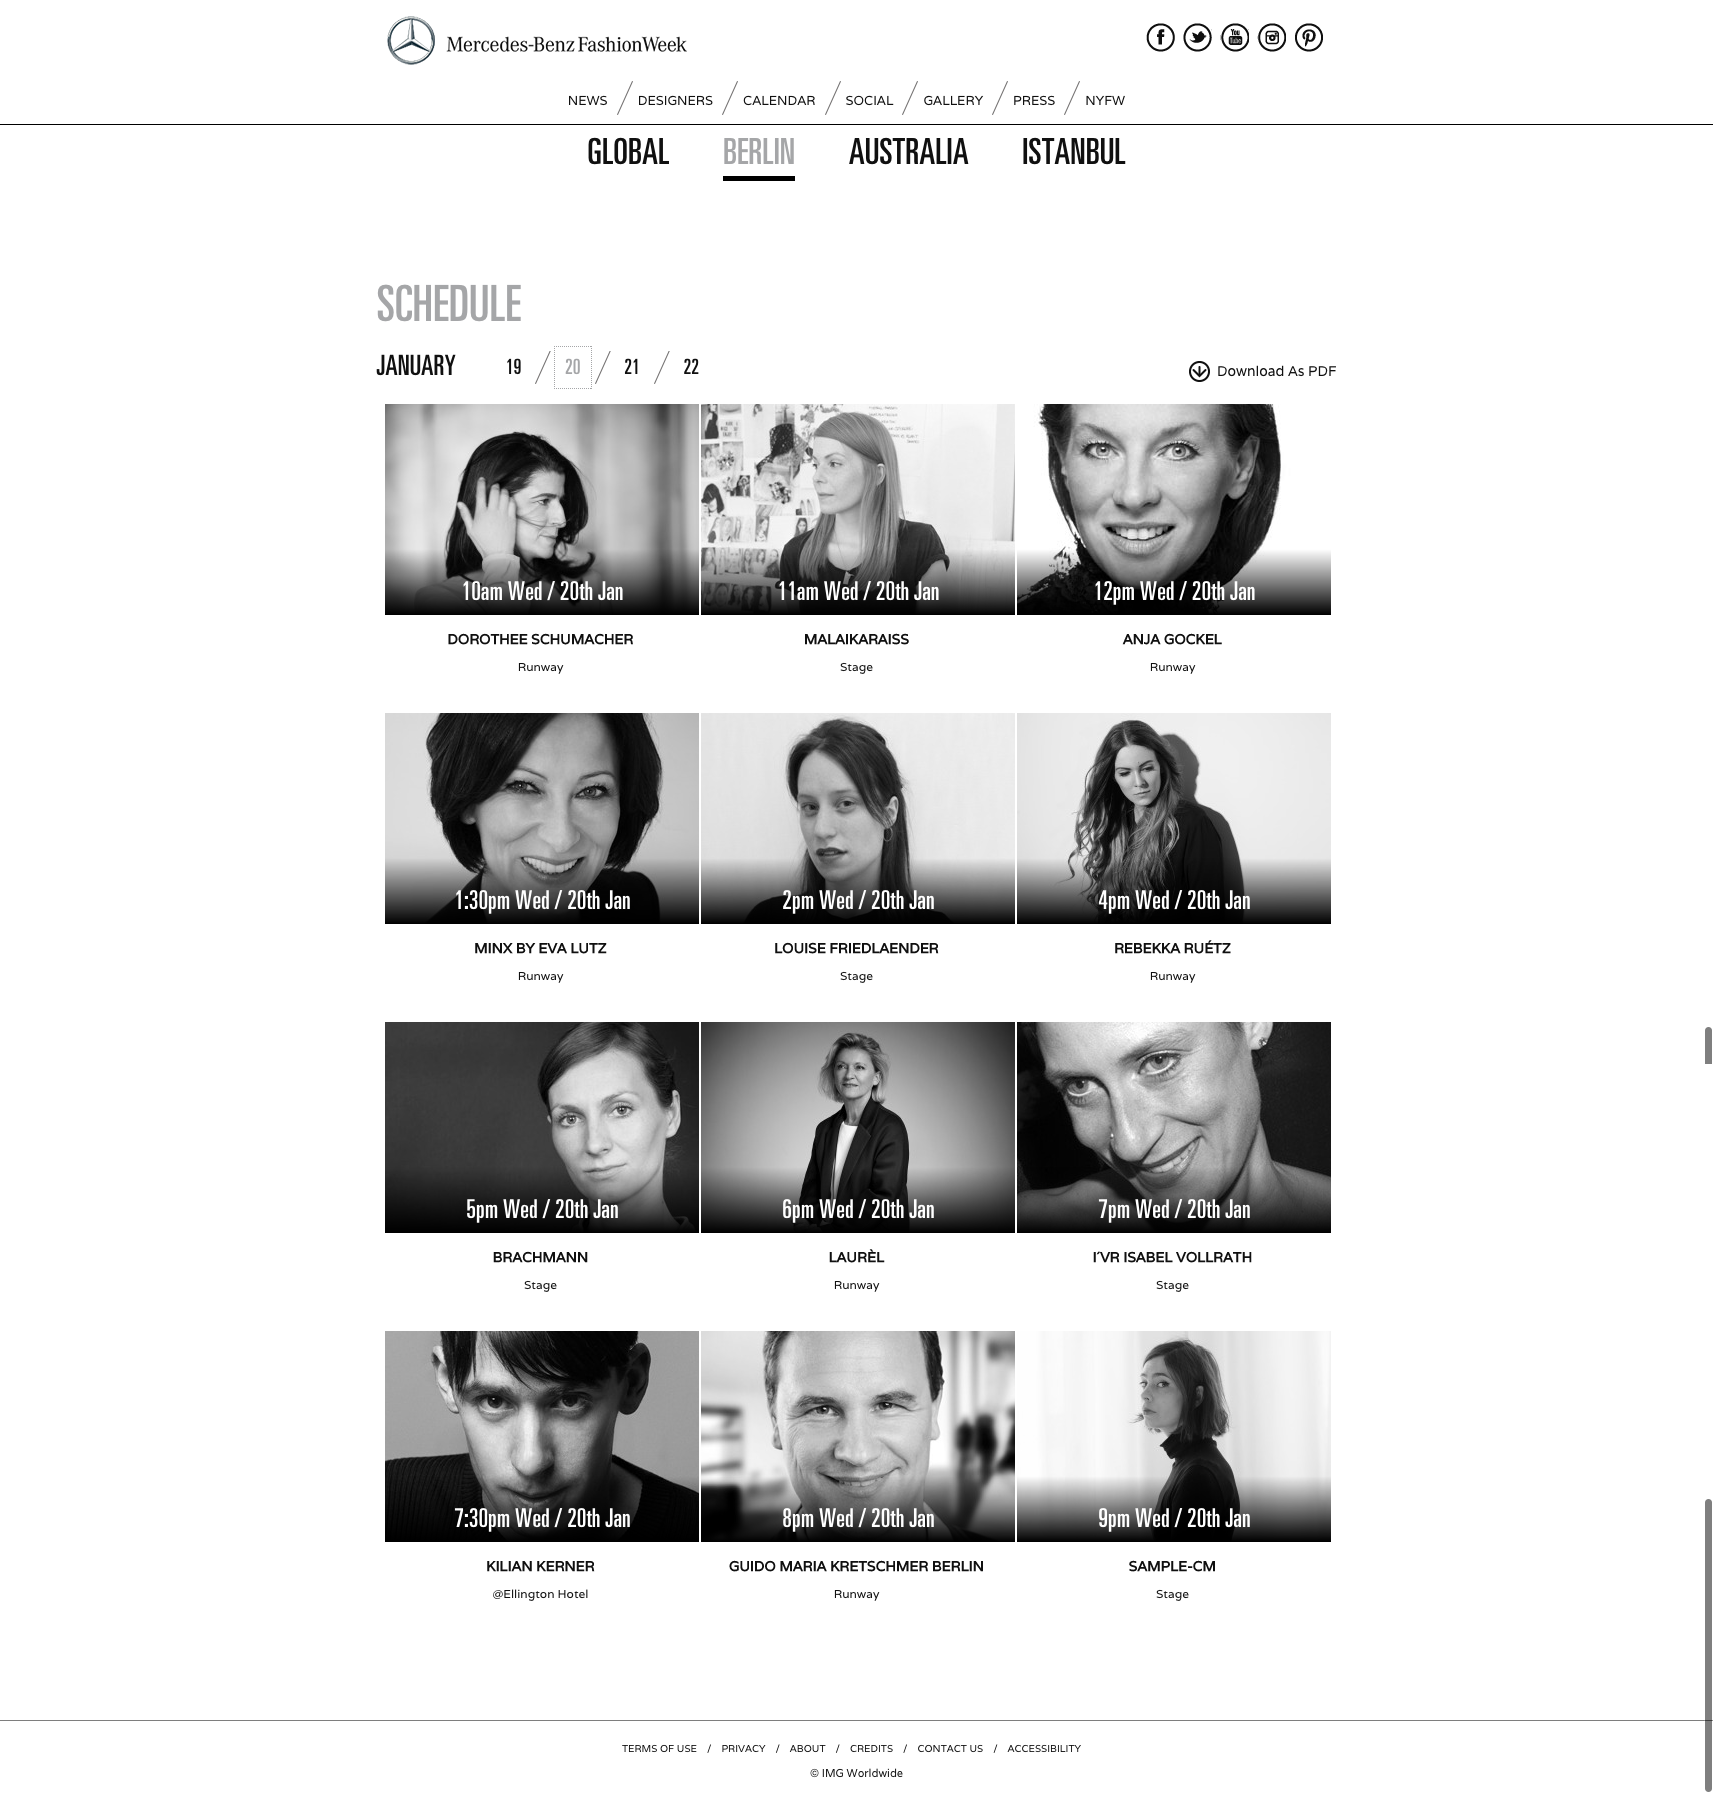 Mercedes-Benz FashionWeek
NEWS / DESIGNERS / CALENDAR / SOCIAL / GALLERY / PRESS / NYFW
GLOBAL BERLIN AUSTRALIA ISTANBUL
SCHEDULE
JANUARY 19 / 20 / 21 / 22
Download As PDF
10am Wed / 20th Jan
11am Wed / 20th Jan
12pm Wed / 20th Jan
DOROTHEE SCHUMACHER
MALAIKARAISS
ANJA GOCKEL
Runway
Stage
Runway
1:30pm Wed / 20th Jan
2pm Wed / 20th Jan
4pm Wed / 20th Jan
MINX BY EVA LUTZ
LOUISE FRIEDLAENDER
REBEKKA RUÉTZ
Runway
Stage
Runway
5pm Wed / 20th Jan
6pm Wed / 20th Jan
7pm Wed / 20th Jan
BRACHMANN
LAURÈL
I´VR ISABEL VOLLRATH
Stage
Runway
Stage
7:30pm Wed / 20th Jan
8pm Wed / 20th Jan
9pm Wed / 20th Jan
KILIAN KERNER
GUIDO MARIA KRETSCHMER BERLIN
SAMPLE-CM
@Ellington Hotel
Runway
Stage
TERMS OF USE / PRIVACY / ABOUT / CREDITS / CONTACT US / ACCESSIBILITY
© IMG Worldwide